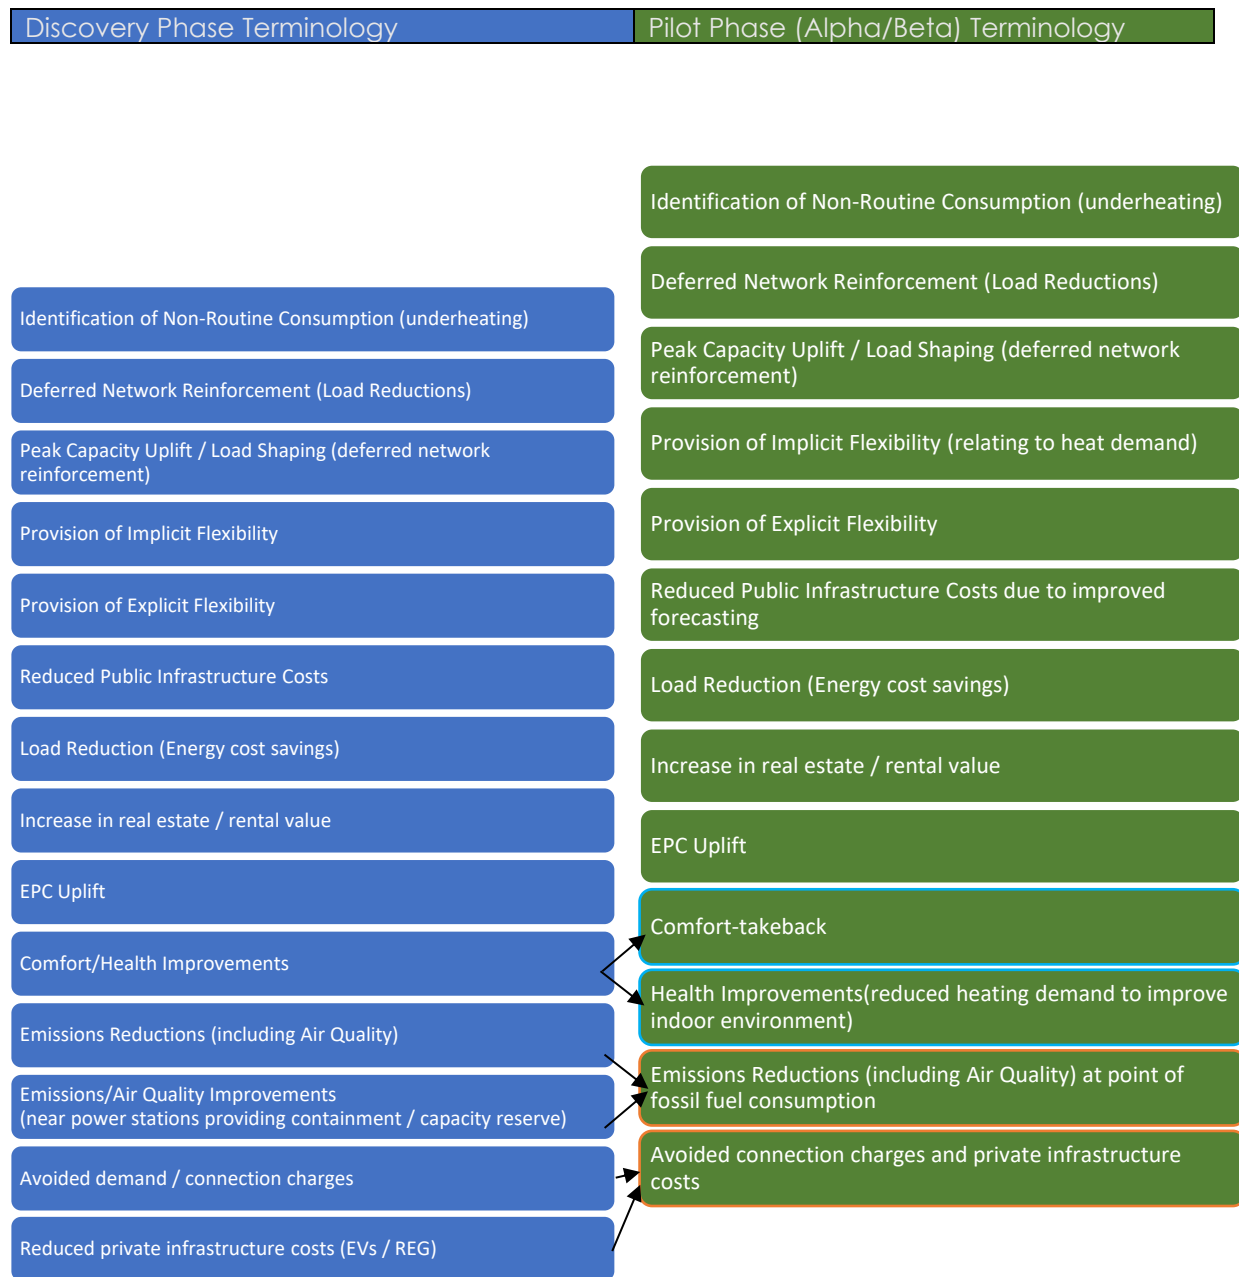 Discovery Phase Terminology
Pilot Phase (Alpha/Beta) Terminology
Identification of Non-Routine Consumption (underheating)
Deferred Network Reinforcement (Load Reductions)
Peak Capacity Uplift / Load Shaping (deferred network
reinforcement)
Provision of Implicit Flexibility
Provision of Explicit Flexibility
Reduced Public Infrastructure Costs
Load Reduction (Energy cost savings)
Increase in real estate / rental value
EPC Uplift
Comfort/Health Improvements
Emissions Reductions (including Air Quality)
Emissions/Air Quality Improvements
(near power stations providing containment / capacity reserve)
Avoided demand / connection charges
Reduced private infrastructure costs (EVs / REG)
Identification of Non-Routine Consumption (underheating)
Deferred Network Reinforcement (Load Reductions)
Peak Capacity Uplift / Load Shaping (deferred network
reinforcement)
Provision of Implicit Flexibility (relating to heat demand)
Provision of Explicit Flexibility
Reduced Public Infrastructure Costs due to improved
forecasting
Load Reduction (Energy cost savings)
Increase in real estate / rental value
EPC Uplift
Comfort-takeback
Health Improvements(reduced heating demand to improve
indoor environment)
Emissions Reductions (including Air Quality) at point of
fossil fuel consumption
Avoided connection charges and private infrastructure
costs